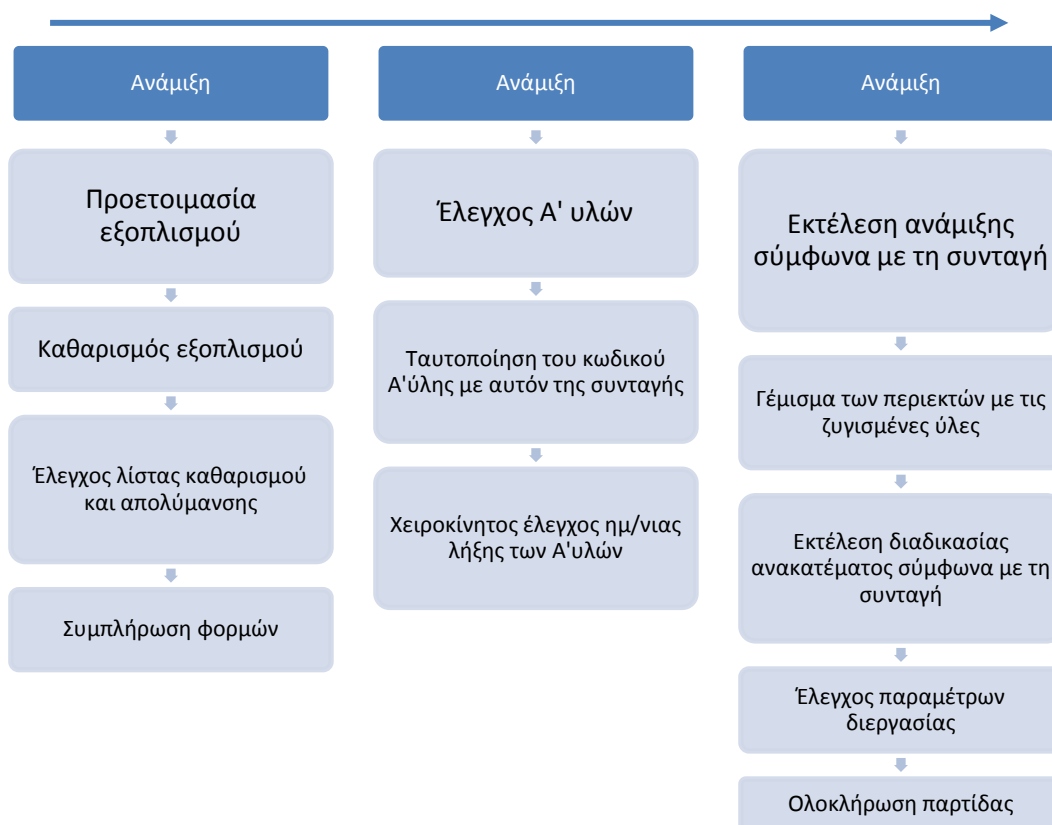 Ανάμιξη
Προετοιμασία
εξοπλισμού
Καθαρισμός εξοπλισμού
Έλεγχος λίστας καθαρισμού
και απολύμανσης
Συμπλήρωση φορμών
Ανάμιξη
Έλεγχος Α' υλών
Ταυτοποίηση του κωδικού
Α'ύλης με αυτόν της συνταγής
Χειροκίνητος έλεγχος ημ/νιας
λήξης των Α'υλών
Ανάμιξη
Εκτέλεση ανάμιξης
σύμφωνα με τη συνταγή
Γέμισμα των περιεκτών με τις
ζυγισμένες ύλες
Εκτέλεση διαδικασίας
ανακατέματος σύμφωνα με τη
συνταγή
Έλεγχος παραμέτρων
διεργασίας
Ολοκλήρωση παρτίδας